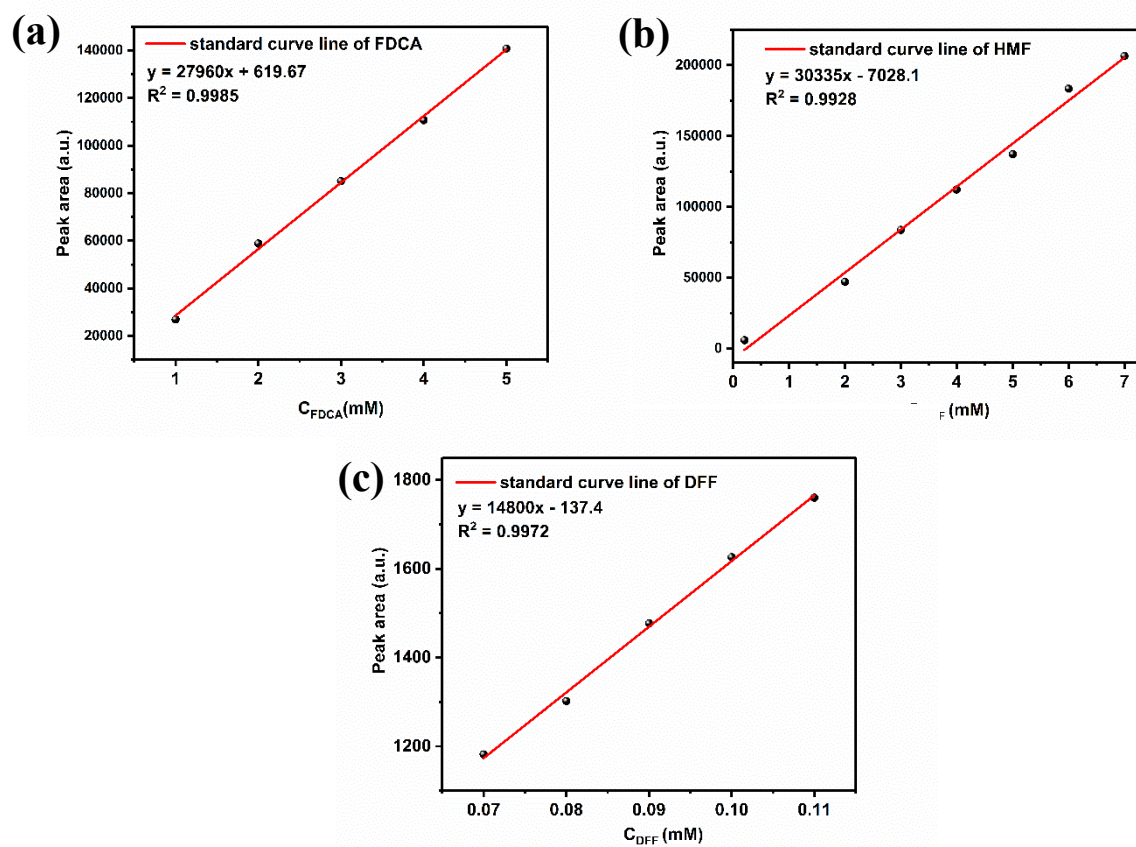 (a)
standard curve line of FDCA
y = 27960x + 619.67
R² = 0.9985
Peak area (a.u.)
140000
120000
100000
80000
60000
40000
20000
1 2 3 4 5
C_FDCA(mM)
(b)
standard curve line of HMF
y = 30335x - 7028.1
R² = 0.9928
Peak area (a.u.)
200000
150000
100000
50000
0
0 1 2 3 4 5 6 7
F (mM)
(c)
standard curve line of DFF
y = 14800x - 137.4
R² = 0.9972
Peak area (a.u.)
1800
1600
1400
1200
0.07 0.08 0.09 0.10 0.11
C_DFF (mM)